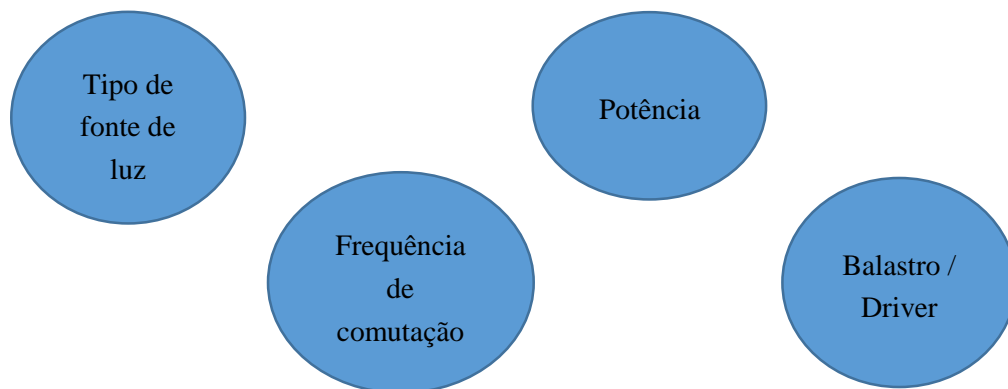 Tipo de
fonte de
luz
Frequência
de
comutação
Potência
Balastro /
Driver